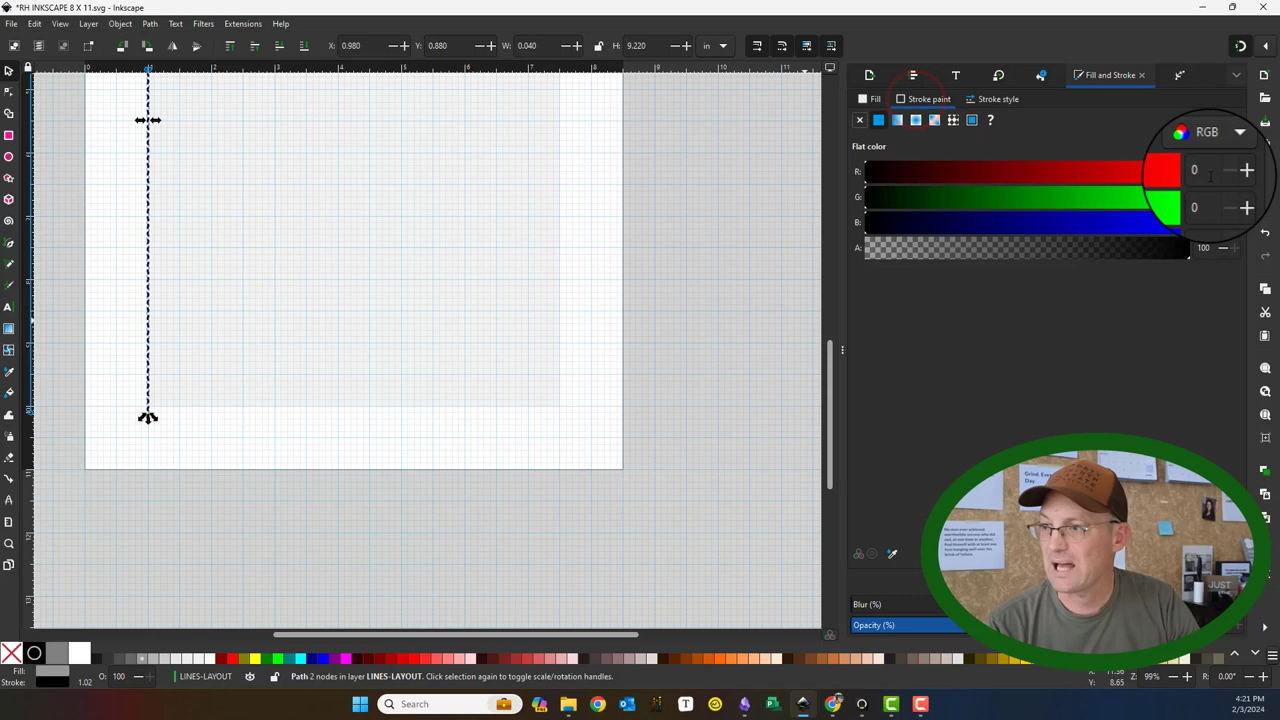 *RH INKSCAPE 8 X 11.svg - Inkscape
File Edit View Layer Object Path Text Filters Extensions Help
X: 0.980 Y: 0.880 W: 0.040 H: 9.220 in
Fill and Stroke
Fill Stroke paint Stroke style
RGB
Flat color
R: 0
G: 0
B:
A: 100
Blur (%)
Opacity (%)
JUST
Fill:
Stroke: 1.02
O: 100
LINES-LAYOUT
Path 2 nodes in layer LINES-LAYOUT. Click selection again to toggle scale/rotation handles.
8.65
Z: 99%
R: 0.00°
Search
4:21 PM
2/3/2024